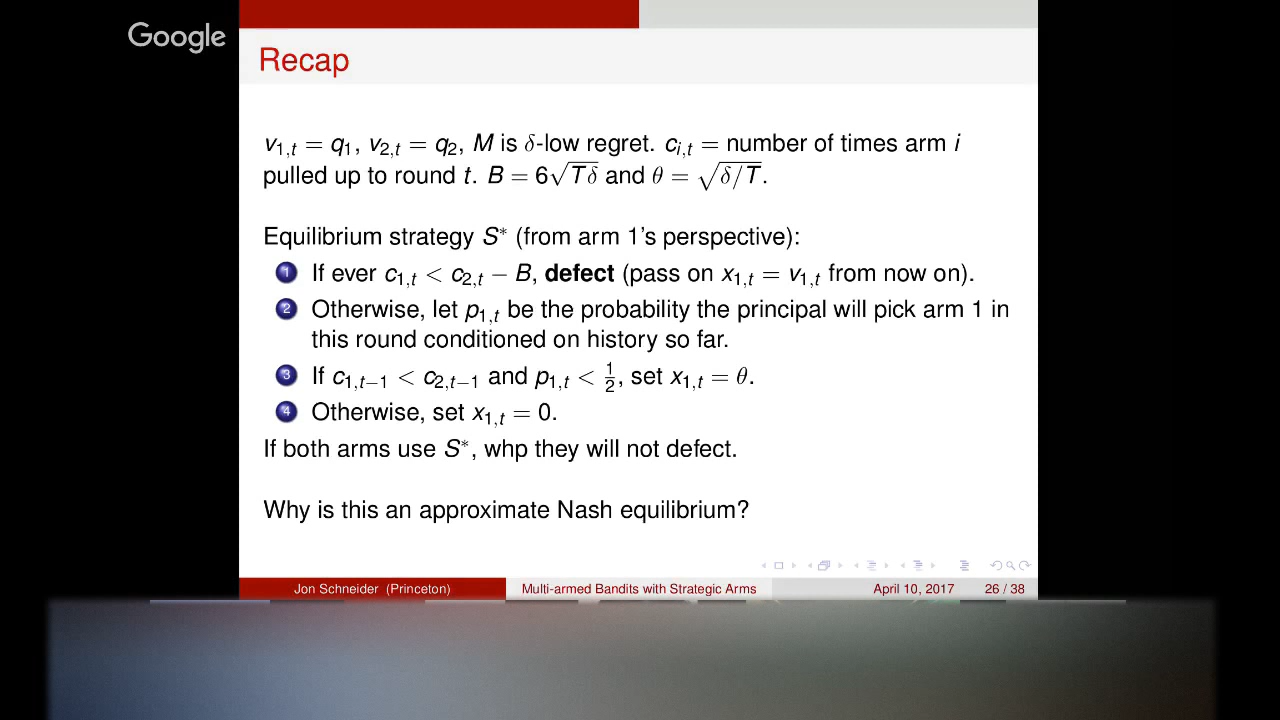 Google
Recap
v₁,ₜ = q₁, v₂,ₜ = q₂, M is δ-low regret. cᵢ,ₜ = number of times arm i
pulled up to round t. B = 6√Tδ and θ = √δ/T.
Equilibrium strategy S* (from arm 1's perspective):
1 If ever c₁,ₜ < c₂,ₜ − B, defect (pass on x₁,ₜ = v₁,ₜ from now on).
2 Otherwise, let p₁,ₜ be the probability the principal will pick arm 1 in
this round conditioned on history so far.
3 If c₁,ₜ₋₁ < c₂,ₜ₋₁ and p₁,ₜ < 1/2, set x₁,ₜ = θ.
4 Otherwise, set x₁,ₜ = 0.
If both arms use S*, whp they will not defect.
Why is this an approximate Nash equilibrium?
Jon Schneider (Princeton) Multi-armed Bandits with Strategic Arms April 10, 2017 26 / 38